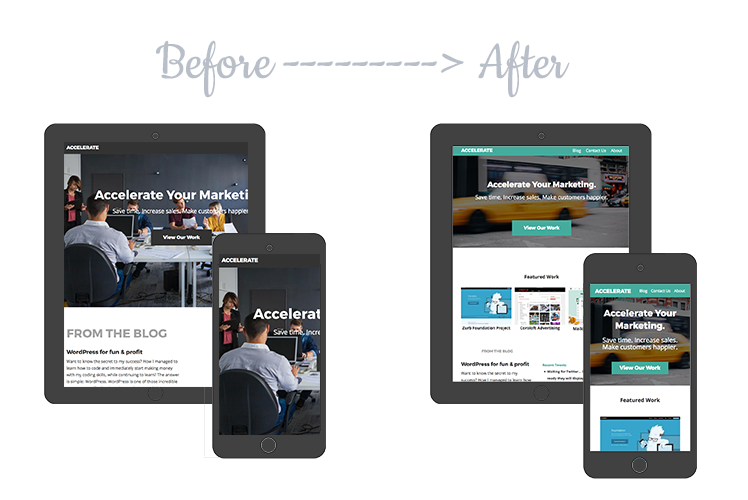 Before ---------> After
ACCELERATE
Accelerate Your Marketi
Save time. Increase sales. Make customers happier.
View Our Work
FROM THE BLOG
WordPress for fun & profit
Want to know the secret to my success? How I managed to
learn how to code and immediately start making money
with my coding skills, while continuing to learn? The answer
is simple: WordPress. WordPress is one of those incredible
ACCELERATE
Accelerat
Save time. Incre
ACCELERATE Blog Contact Us About
Accelerate Your Marketing.
Save time. Increase sales. Make customers happier.
View Our Work
Featured Work
Zurb Foundation Project
Advertising
FROM THE BLOG
WordPress for fun & profit
Recent Tweets
Want to know the secret to my
success? How I managed to learn how
Waiting for Twitter...
ready they will display
ACCELERATE Blog Contact Us About
Accelerate Your
Marketing.
Save time. Increase sales.
Make customers happier.
View Our Work
Featured Work